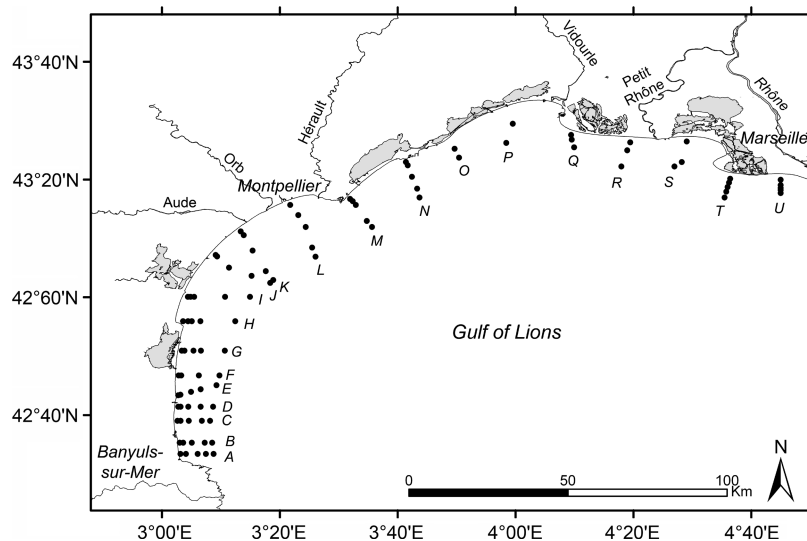 43°40'N
43°20'N
42°60'N
42°40'N
Vidourle
Petit
Rhône
Rhône
Hérault
Orb
Aude
Montpellier
Marseille
Banyuls-
sur-Mer
Gulf of Lions
A
B
C
D
E
F
G
H
I
J
K
L
M
N
O
P
Q
R
S
T
U
N
0 50 100
Km
3°00'E 3°20'E 3°40'E 4°00'E 4°20'E 4°40'E